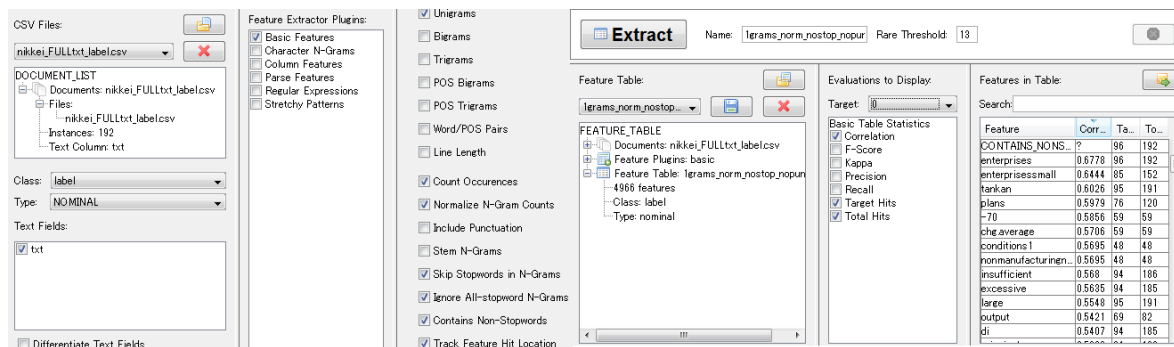 CSV Files:
nikkei_FULLtxt_label.csv
DOCUMENT_LIST
Documents: nikkei_FULLtxt_label.csv
Files:
nikkei_FULLtxt_label.csv
Instances: 192
Text Column: txt
Class: label
Type: NOMINAL
Text Fields:
txt
Differentiate Text Fields
Feature Extractor Plugins:
Basic Features
Character N-Grams
Column Features
Parse Features
Regular Expressions
Stretchy Patterns
Unigrams
Bigrams
Trigrams
POS Bigrams
POS Trigrams
Word/POS Pairs
Line Length
Count Occurences
Normalize N-Gram Counts
Include Punctuation
Stem N-Grams
Skip Stopwords in N-Grams
Ignore All-stopword N-Grams
Contains Non-Stopwords
Track Feature Hit Location
Extract Name: 1grams_norm_nostop_nopur Rare Threshold: 13
Feature Table:
1grams_norm_nostop...
FEATURE_TABLE
Documents: nikkei_FULLtxt_label.csv
Feature Plugins: basic
Feature Table: 1grams_norm_nostop_nopun
4966 features
Class: label
Type: nominal
Evaluations to Display:
Target: 0
Basic Table Statistics
Correlation
F-Score
Kappa
Precision
Recall
Target Hits
Total Hits
Features in Table:
Search:
Feature Corr... Ta... To...
CONTAINS_NONS... ? 96 192
enterprises 0.6778 96 192
enterprisessmall 0.6444 85 152
tankan 0.6026 95 191
plans 0.5979 76 120
-70 0.5856 59 59
chg.average 0.5706 59 59
conditions1 0.5695 48 48
nonmanufacturingn... 0.5695 48 48
insufficient 0.568 94 186
excessive 0.5635 94 185
large 0.5548 95 191
output 0.5421 69 82
di 0.5407 94 185